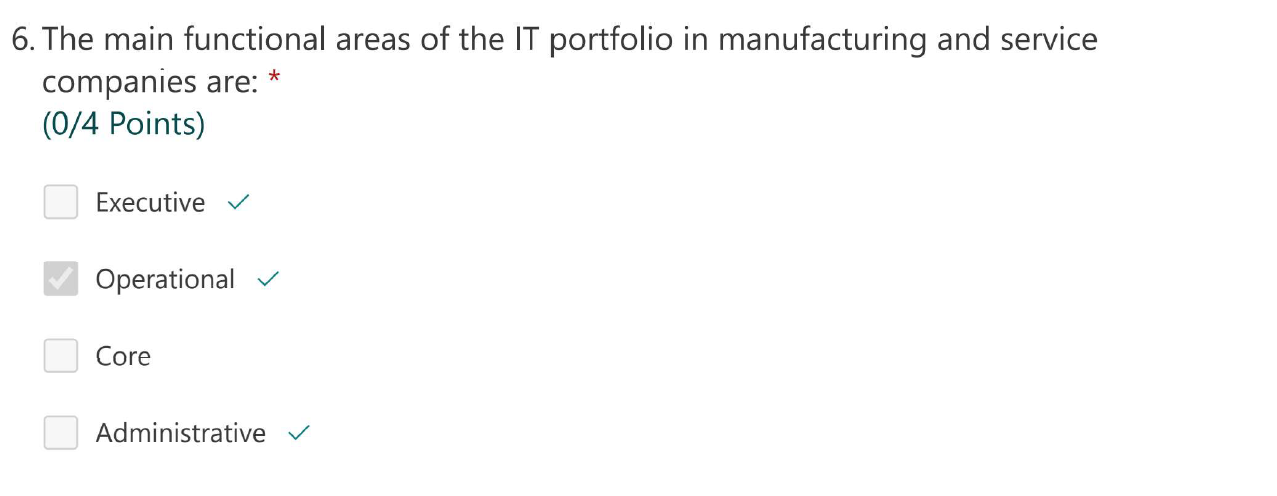 6. The main functional areas of the IT portfolio in manufacturing and service
companies are: *
(0/4 Points)
Executive
Operational
Core
Administrative